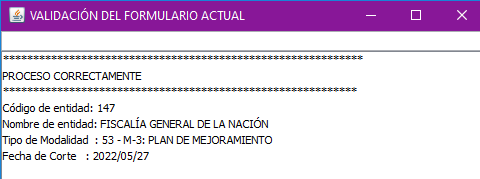 VALIDACIÓN DEL FORMULARIO ACTUAL
************************************************************
PROCESO CORRECTAMENTE
***********************************************************
Código de entidad: 147
Nombre de entidad: FISCALÍA GENERAL DE LA NACIÓN
Tipo de Modalidad : 53 - M-3: PLAN DE MEJORAMIENTO
Fecha de Corte : 2022/05/27